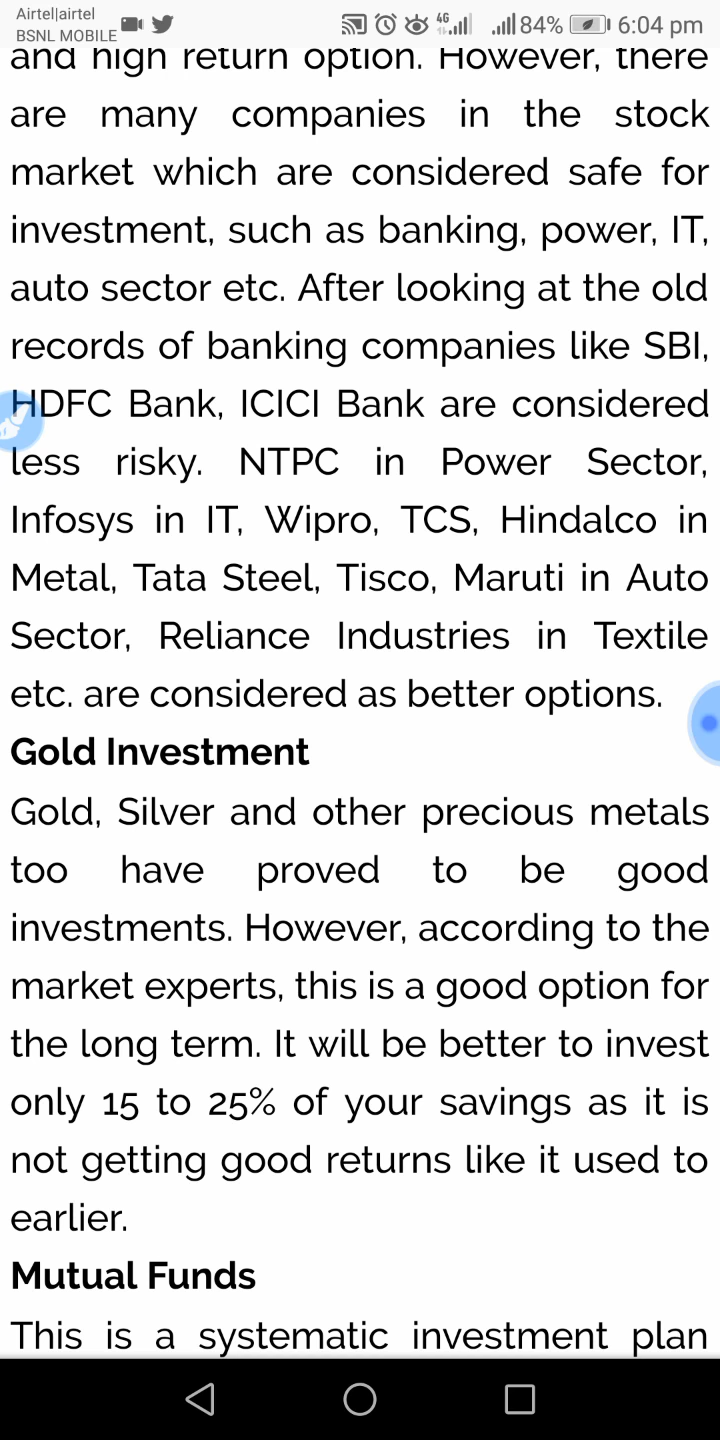 Airtel|airtel
BSNL MOBILE
4G
84%
6:04 pm
and high return option. However, there
are many companies in the stock
market which are considered safe for
investment, such as banking, power, IT,
auto sector etc. After looking at the old
records of banking companies like SBI,
HDFC Bank, ICICI Bank are considered
less risky. NTPC in Power Sector,
Infosys in IT, Wipro, TCS, Hindalco in
Metal, Tata Steel, Tisco, Maruti in Auto
Sector, Reliance Industries in Textile
etc. are considered as better options.
Gold Investment
Gold, Silver and other precious metals
too have proved to be good
investments. However, according to the
market experts, this is a good option for
the long term. It will be better to invest
only 15 to 25% of your savings as it is
not getting good returns like it used to
earlier.
Mutual Funds
This is a systematic investment plan